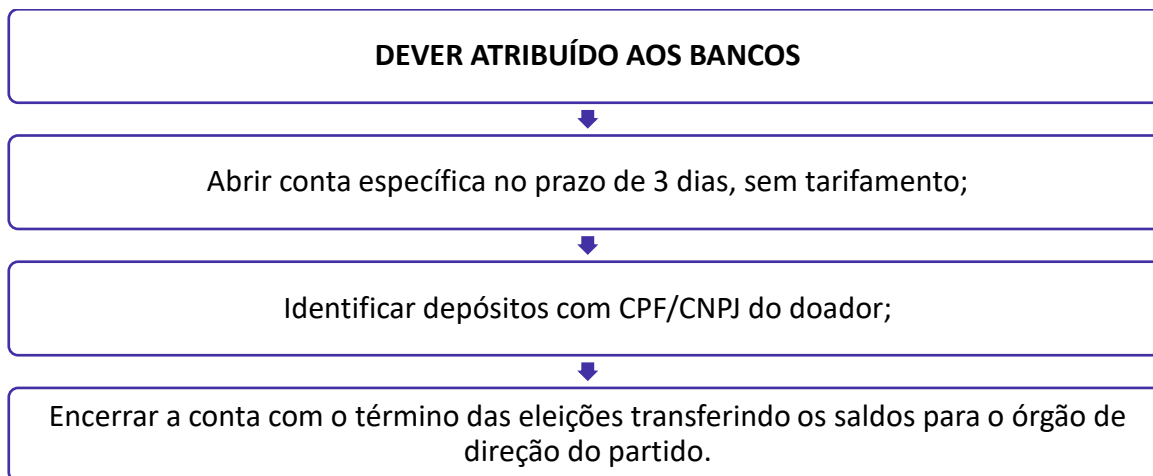 DEVER ATRIBUÍDO AOS BANCOS
Abrir conta específica no prazo de 3 dias, sem tarifamento;
Identificar depósitos com CPF/CNPJ do doador;
Encerrar a conta com o término das eleições transferindo os saldos para o órgão de
direção do partido.